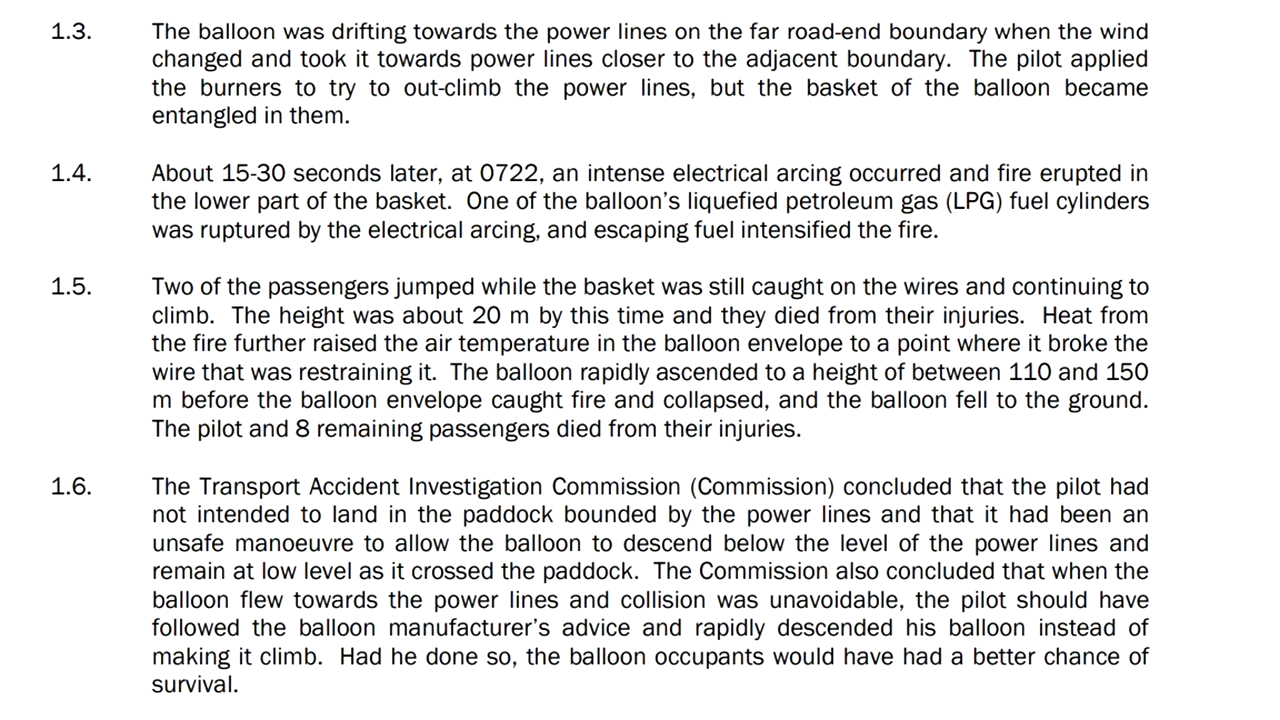 1.3. The balloon was drifting towards the power lines on the far road-end boundary when the wind
changed and took it towards power lines closer to the adjacent boundary. The pilot applied
the burners to try to out-climb the power lines, but the basket of the balloon became
entangled in them.
1.4. About 15-30 seconds later, at 0722, an intense electrical arcing occurred and fire erupted in
the lower part of the basket. One of the balloon's liquefied petroleum gas (LPG) fuel cylinders
was ruptured by the electrical arcing, and escaping fuel intensified the fire.
1.5. Two of the passengers jumped while the basket was still caught on the wires and continuing to
climb. The height was about 20 m by this time and they died from their injuries. Heat from
the fire further raised the air temperature in the balloon envelope to a point where it broke the
wire that was restraining it. The balloon rapidly ascended to a height of between 110 and 150
m before the balloon envelope caught fire and collapsed, and the balloon fell to the ground.
The pilot and 8 remaining passengers died from their injuries.
1.6. The Transport Accident Investigation Commission (Commission) concluded that the pilot had
not intended to land in the paddock bounded by the power lines and that it had been an
unsafe manoeuvre to allow the balloon to descend below the level of the power lines and
remain at low level as it crossed the paddock. The Commission also concluded that when the
balloon flew towards the power lines and collision was unavoidable, the pilot should have
followed the balloon manufacturer's advice and rapidly descended his balloon instead of
making it climb. Had he done so, the balloon occupants would have had a better chance of
survival.